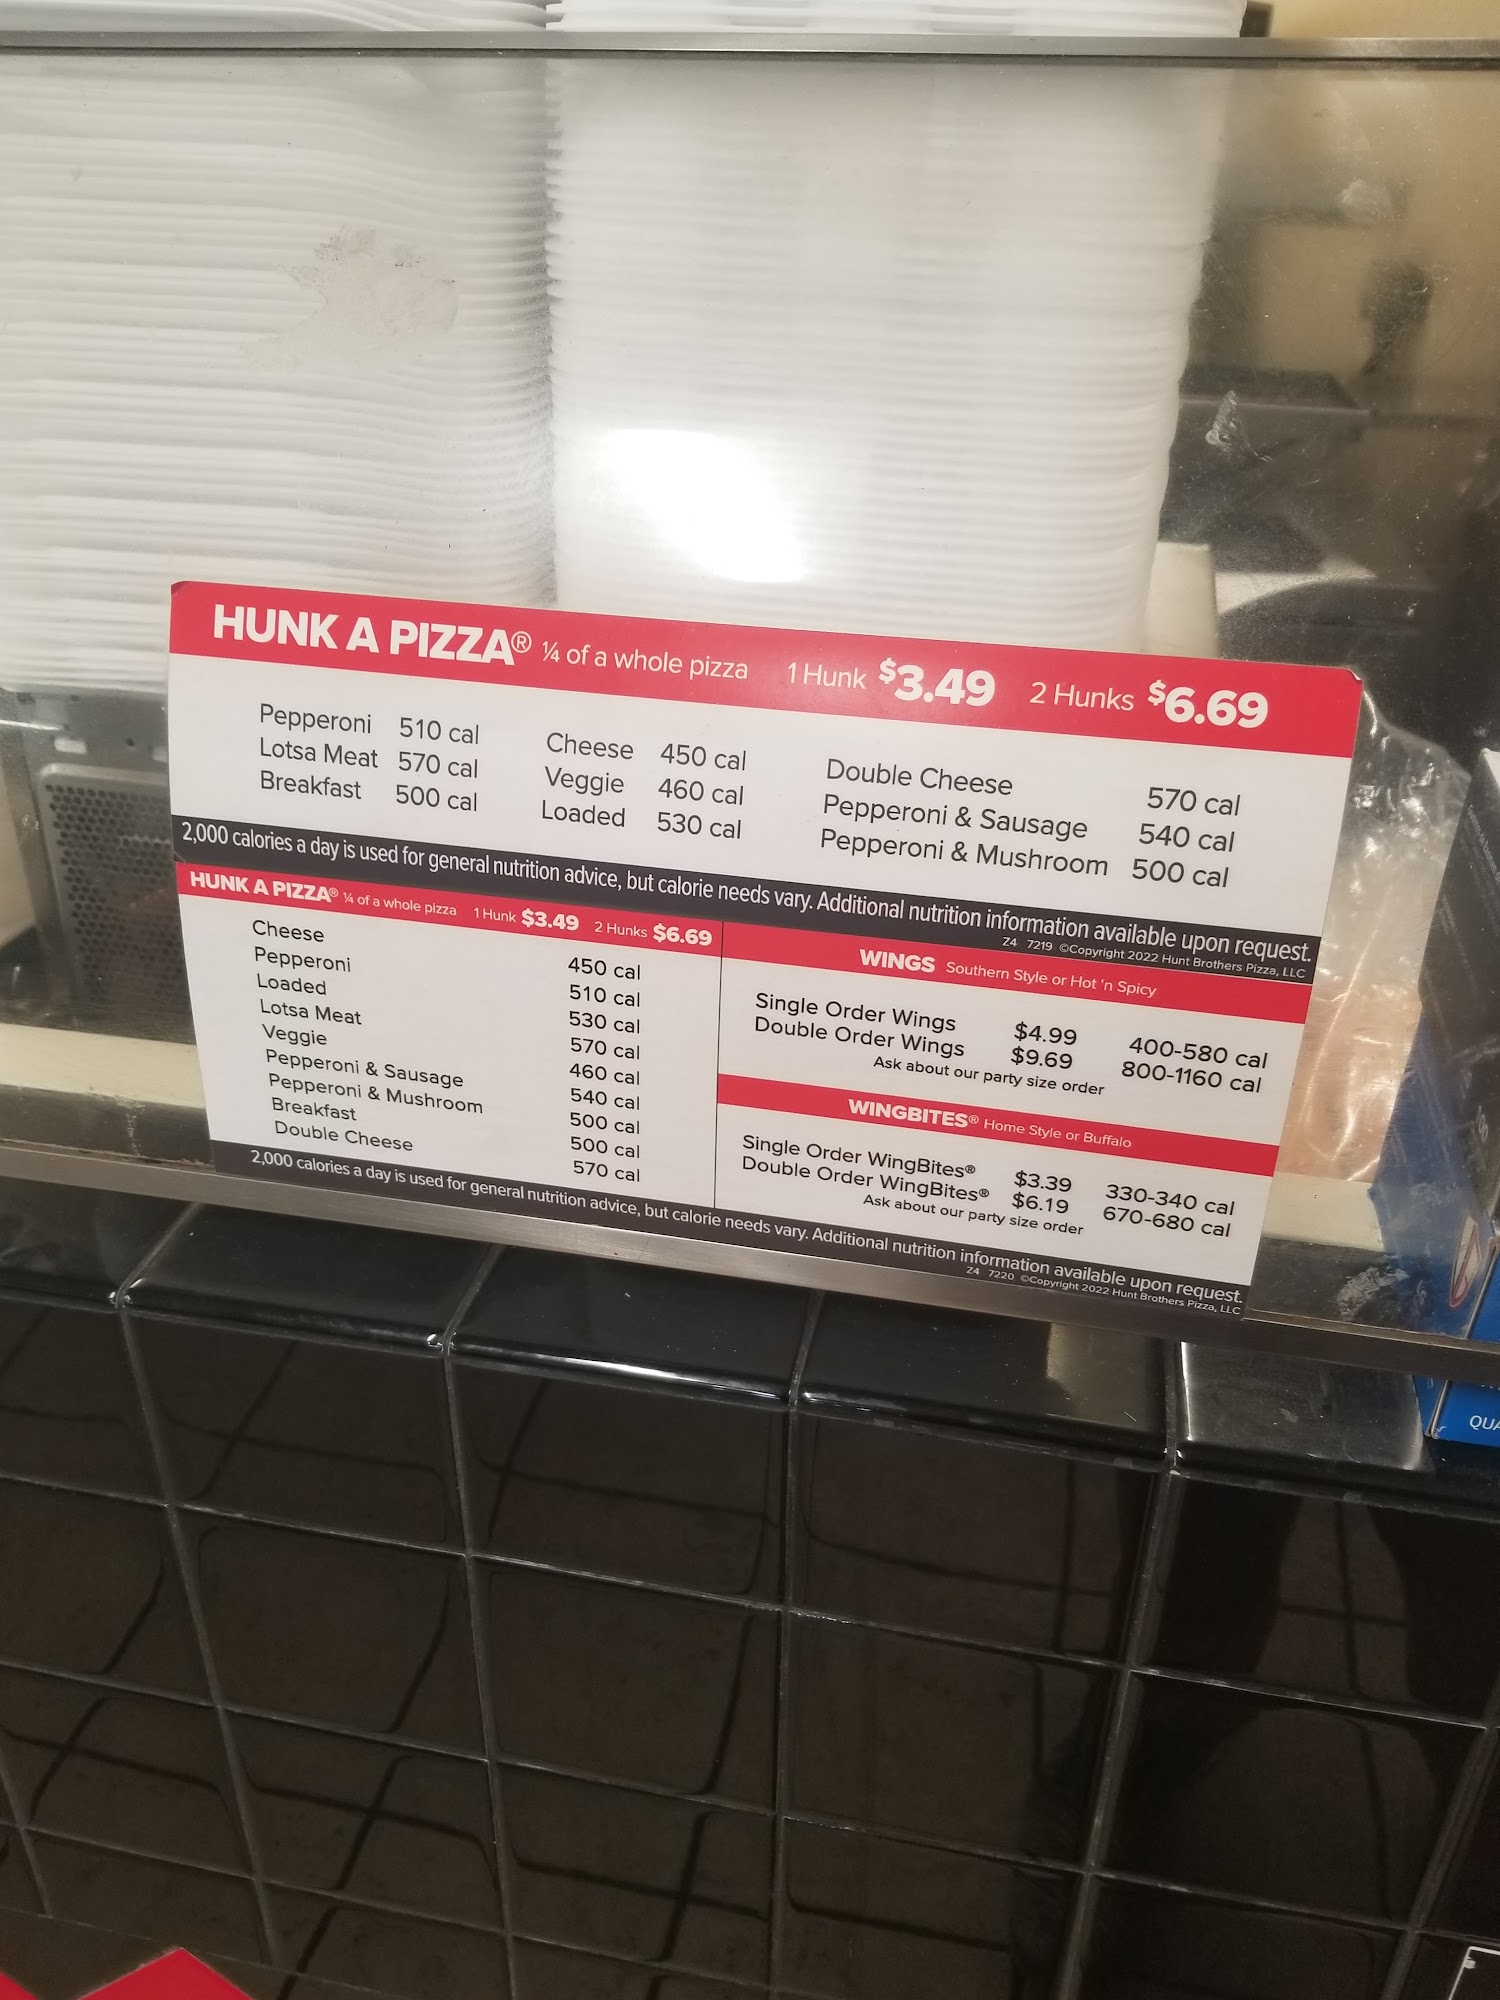 HUNK A PIZZA® ¼ of a whole pizza 1 Hunk $3.49 2 Hunks $6.69
Pepperoni 510 cal
Lotsa Meat 570 cal
Breakfast 500 cal
Cheese 450 cal
Veggie 460 cal
Loaded 530 cal
Double Cheese 570 cal
Pepperoni & Sausage 540 cal
Pepperoni & Mushroom 500 cal
2,000 calories a day is used for general nutrition advice, but calorie needs vary. Additional nutrition information available upon request.
Z4 7219 ©Copyright 2022 Hunt Brothers Pizza, LLC
HUNK A PIZZA® ¼ of a whole pizza 1 Hunk $3.49 2 Hunks $6.69
Cheese 450 cal
Pepperoni 510 cal
Loaded 530 cal
Lotsa Meat 570 cal
Veggie 460 cal
Pepperoni & Sausage 540 cal
Pepperoni & Mushroom 500 cal
Breakfast 500 cal
Double Cheese 570 cal
WINGS Southern Style or Hot 'n Spicy
Single Order Wings $4.99 400-580 cal
Double Order Wings $9.69 800-1160 cal
Ask about our party size order
WINGBITES® Home Style or Buffalo
Single Order WingBites® $3.39 330-340 cal
Double Order WingBites® $6.19 670-680 cal
Ask about our party size order
2,000 calories a day is used for general nutrition advice, but calorie needs vary. Additional nutrition information available upon request.
Z4 7220 ©Copyright 2022 Hunt Brothers Pizza, LLC